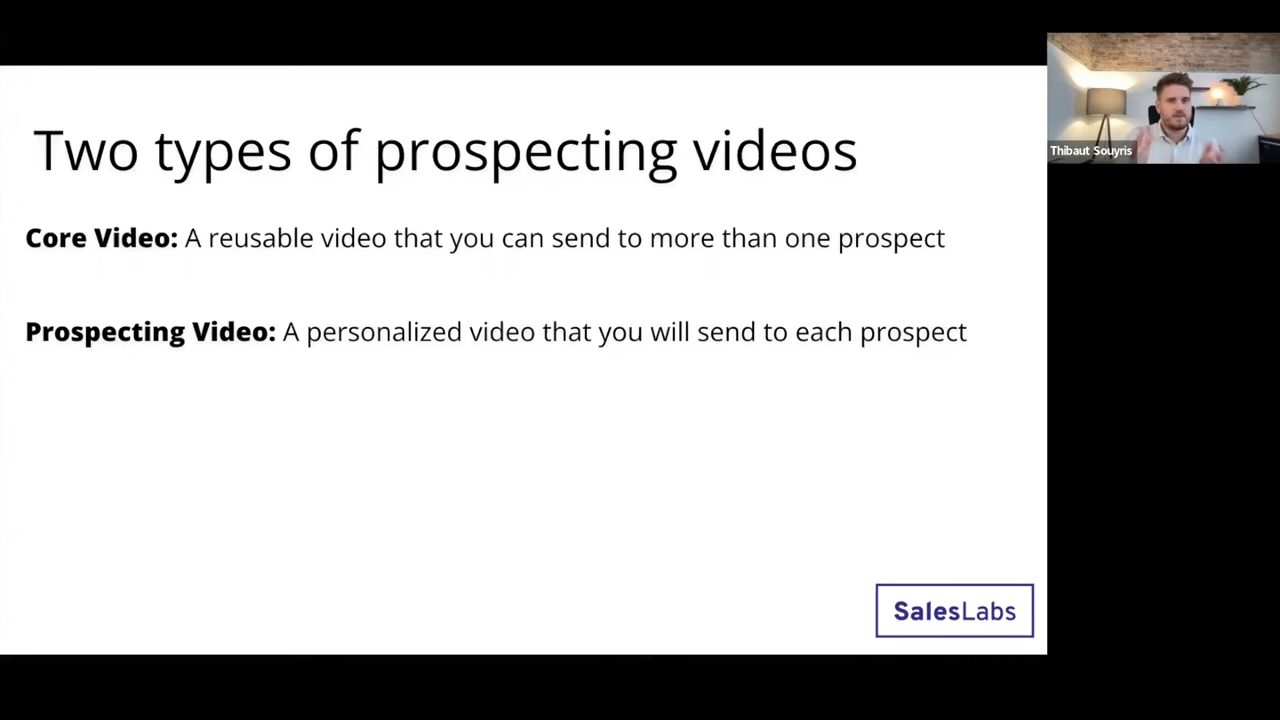 Two types of prospecting videos
Core Video: A reusable video that you can send to more than one prospect
Prospecting Video: A personalized video that you will send to each prospect
SalesLabs
Thibaut Souyris